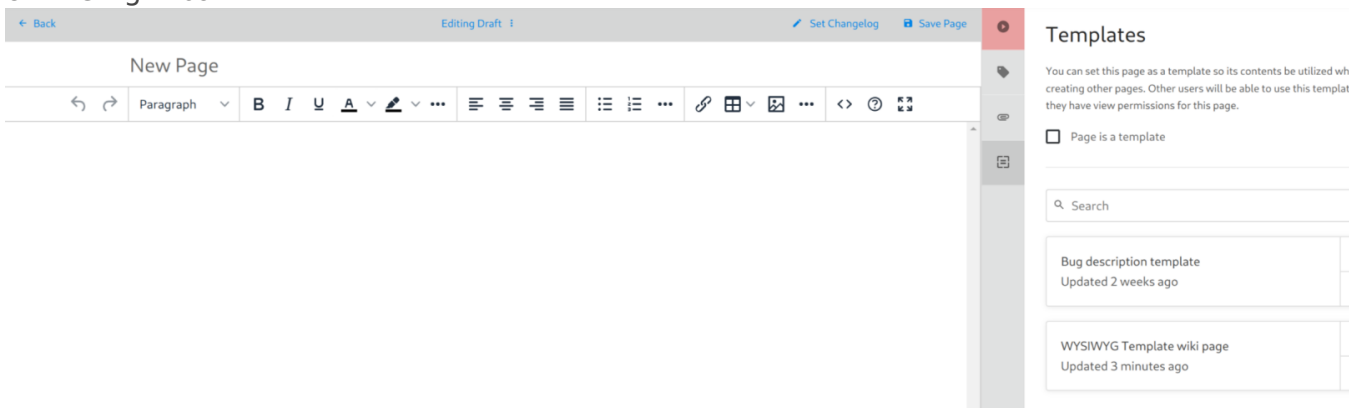 Back
Editing Draft
Set Changelog
Save Page
New Page
Paragraph
B I U A
Templates
You can set this page as a template so its contents be utilized wh
creating other pages. Other users will be able to use this templat
they have view permissions for this page.
Page is a template
Search
Bug description template
Updated 2 weeks ago
WYSIWYG Template wiki page
Updated 3 minutes ago